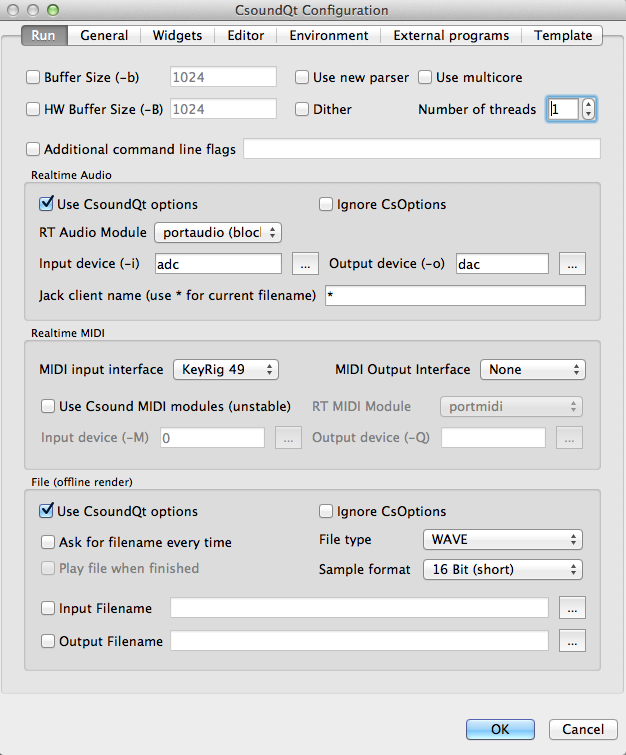 CsoundQt Configuration
Run General Widgets Editor Environment External programs Template
Buffer Size (-b) 1024 Use new parser Use multicore
HW Buffer Size (-B) 1024 Dither Number of threads 1
Additional command line flags
Realtime Audio
Use CsoundQt options Ignore CsOptions
RT Audio Module portaudio (bloc
Input device (-i) adc ... Output device (-o) dac ...
Jack client name (use * for current filename) *
Realtime MIDI
MIDI input interface KeyRig 49 MIDI Output Interface None
Use Csound MIDI modules (unstable) RT MIDI Module portmidi
Input device (-M) 0 ... Output device (-Q) ...
File (offline render)
Use CsoundQt options Ignore CsOptions
Ask for filename every time File type WAVE
Play file when finished Sample format 16 Bit (short)
Input Filename ...
Output Filename ...
OK Cancel